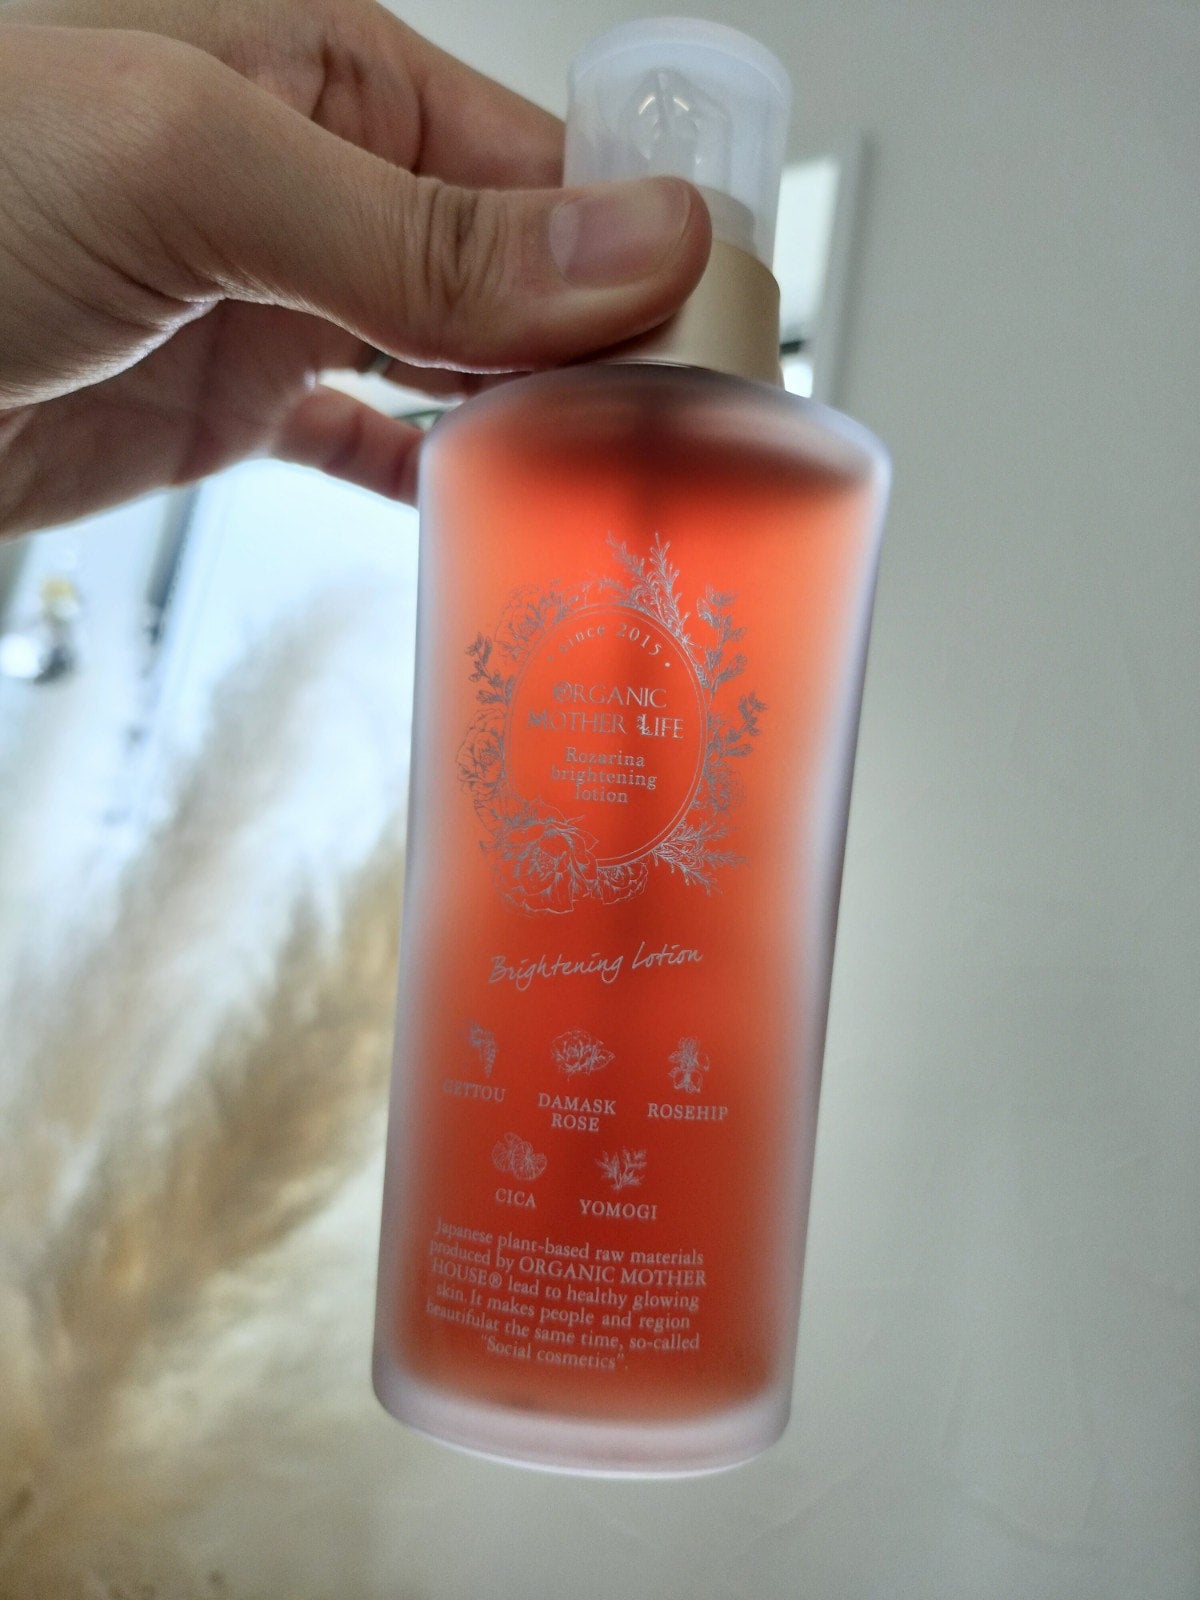 • since 2015 •
ORGANIC
MOTHER LIFE
Rozarina
brightening
lotion
Brightening Lotion
GETTOU
DAMASK
ROSE
ROSEHIP
CICA
YOMOGI
Japanese plant-based raw materials
produced by ORGANIC MOTHER
HOUSE® lead to healthy glowing
skin. It makes people and region
beautifulat the same time, so-called
"Social cosmetics".